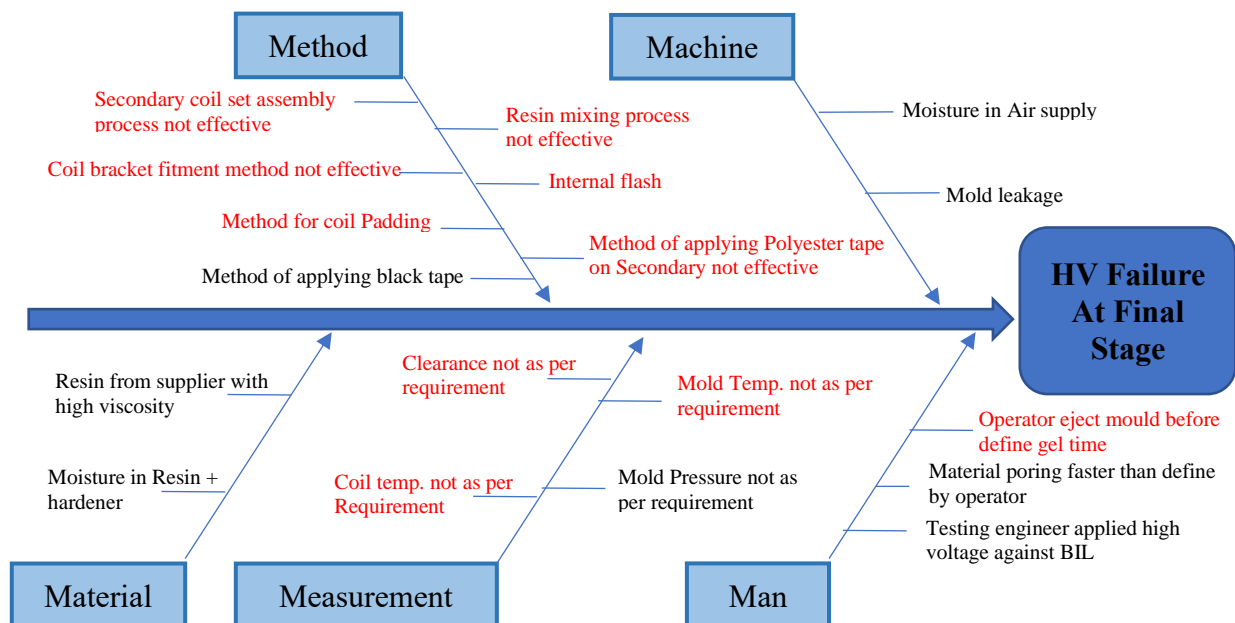 Method
Machine
Secondary coil set assembly
process not effective
Resin mixing process
not effective
Moisture in Air supply
Coil bracket fitment method not effective
Internal flash
Mold leakage
Method for coil Padding
Method of applying Polyester tape
on Secondary not effective
Method of applying black tape
HV Failure
At Final
Stage
Clearance not as per
requirement
Resin from supplier with
high viscosity
Mold Temp. not as per
requirement
Operator eject mould before
define gel time
Moisture in Resin +
hardener
Coil temp. not as per
Requirement
Mold Pressure not as
per requirement
Material poring faster than define
by operator
Testing engineer applied high
voltage against BIL
Material
Measurement
Man